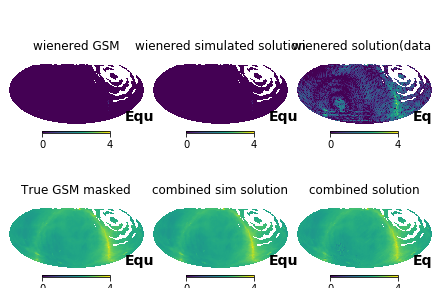 wienered GSM
wienered simulated solution
wienered solution(data
Equ
Equ
Eq
0 4
0 4
0 4
True GSM masked
combined sim solution
combined solution
Equ
Equ
Eq
0 4
0 4
0 4